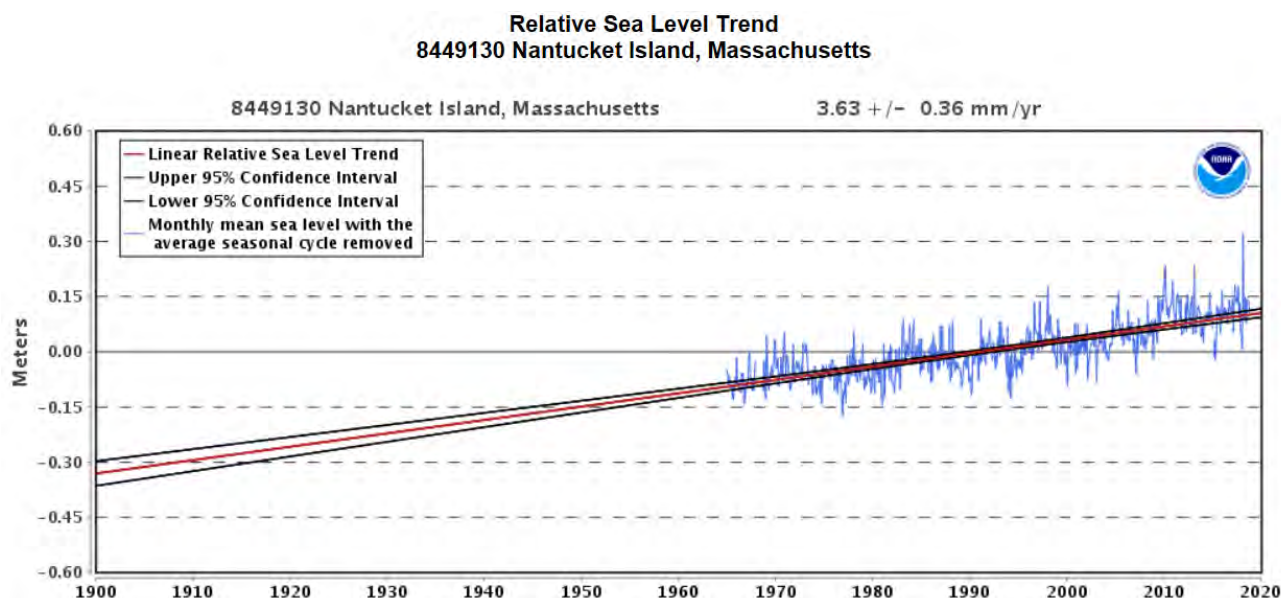 Relative Sea Level Trend
8449130 Nantucket Island, Massachusetts
8449130 Nantucket Island, Massachusetts 3.63 +/- 0.36 mm/yr
0.60
Linear Relative Sea Level Trend
Upper 95% Confidence Interval
Lower 95% Confidence Interval
Monthly mean sea level with the
average seasonal cycle removed
NOAA
0.45
0.30
0.15
0.00
-0.15
-0.30
-0.45
-0.60
Meters
1900 1910 1920 1930 1940 1950 1960 1970 1980 1990 2000 2010 2020